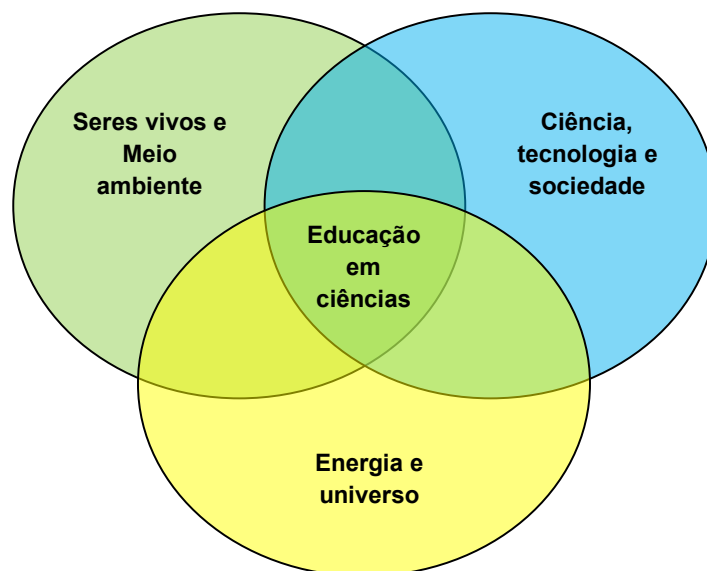 Seres vivos e
Meio
ambiente
Ciência,
tecnologia e
sociedade
Educação
em
ciências
Energia e
universo